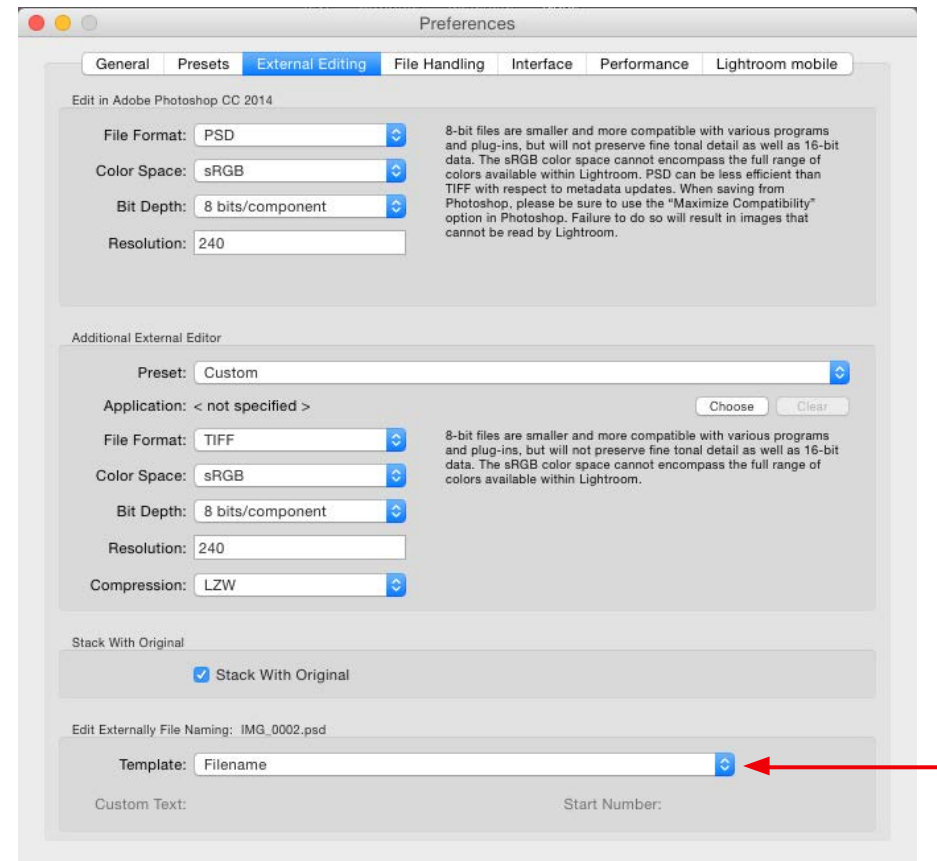 Preferences
General Presets External Editing File Handling Interface Performance Lightroom mobile
Edit in Adobe Photoshop CC 2014
File Format: PSD
Color Space: sRGB
Bit Depth: 8 bits/component
Resolution: 240
8-bit files are smaller and more compatible with various programs
and plug-ins, but will not preserve fine tonal detail as well as 16-bit
data. The sRGB color space cannot encompass the full range of
colors available within Lightroom. PSD can be less efficient than
TIFF with respect to metadata updates. When saving from
Photoshop, please be sure to use the “Maximize Compatibility”
option in Photoshop. Failure to do so will result in images that
cannot be read by Lightroom.
Additional External Editor
Preset: Custom
Application: < not specified >
Choose Clear
File Format: TIFF
Color Space: sRGB
Bit Depth: 8 bits/component
Resolution: 240
Compression: LZW
8-bit files are smaller and more compatible with various programs
and plug-ins, but will not preserve fine tonal detail as well as 16-bit
data. The sRGB color space cannot encompass the full range of
colors available within Lightroom.
Stack With Original
Stack With Original
Edit Externally File Naming: IMG_0002.psd
Template: Filename
Custom Text: Start Number: